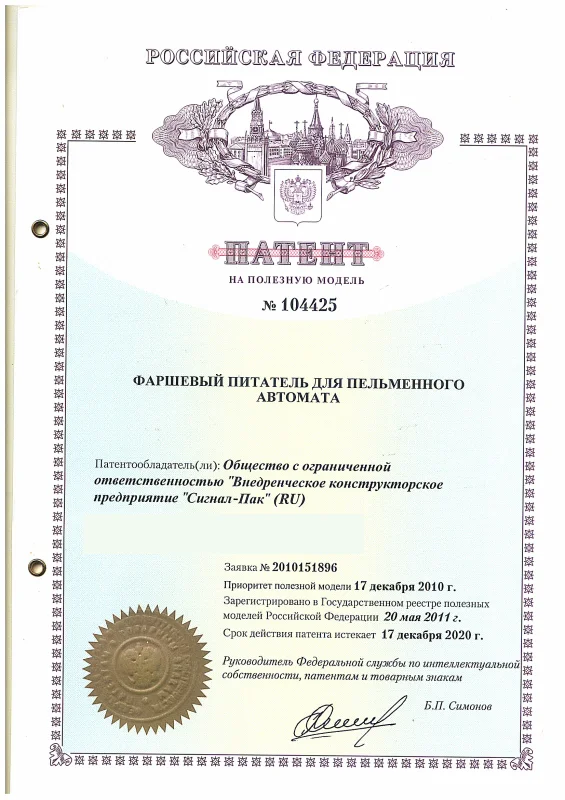 РОССИЙСКАЯ ФЕДЕРАЦИЯ
ПАТЕНТ
НА ПОЛЕЗНУЮ МОДЕЛЬ
№ 104425
ФАРШЕВЫЙ ПИТАТЕЛЬ ДЛЯ ПЕЛЬМЕННОГО
АВТОМАТА
Патентообладатель(ли): Общество с ограниченной
ответственностью "Внедренческое конструкторское
предприятие "Сигнал-Пак" (RU)
Заявка № 2010151896
Приоритет полезной модели 17 декабря 2010 г.
Зарегистрировано в Государственном реестре полезных
моделей Российской Федерации 20 мая 2011 г.
Срок действия патента истекает 17 декабря 2020 г.
Руководитель Федеральной службы по интеллектуальной
собственности, патентам и товарным знакам
Б.П. Симонов